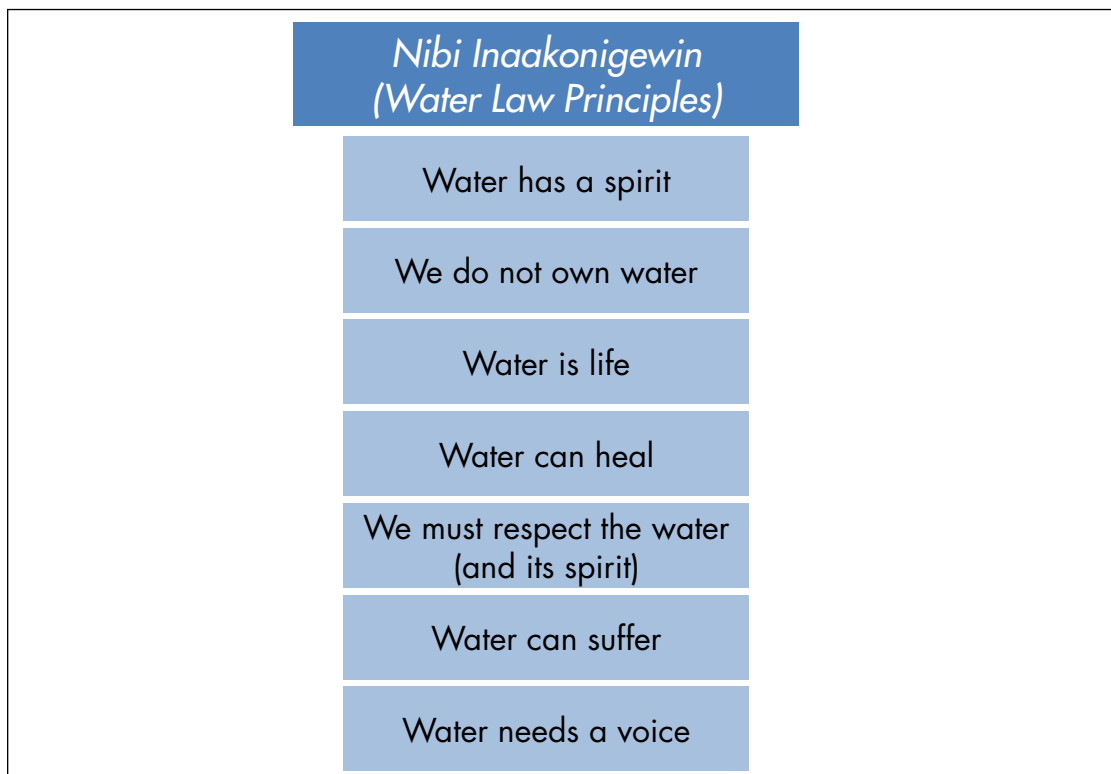 Nibi Inaakonigewin
(Water Law Principles)
Water has a spirit
We do not own water
Water is life
Water can heal
We must respect the water
(and its spirit)
Water can suffer
Water needs a voice